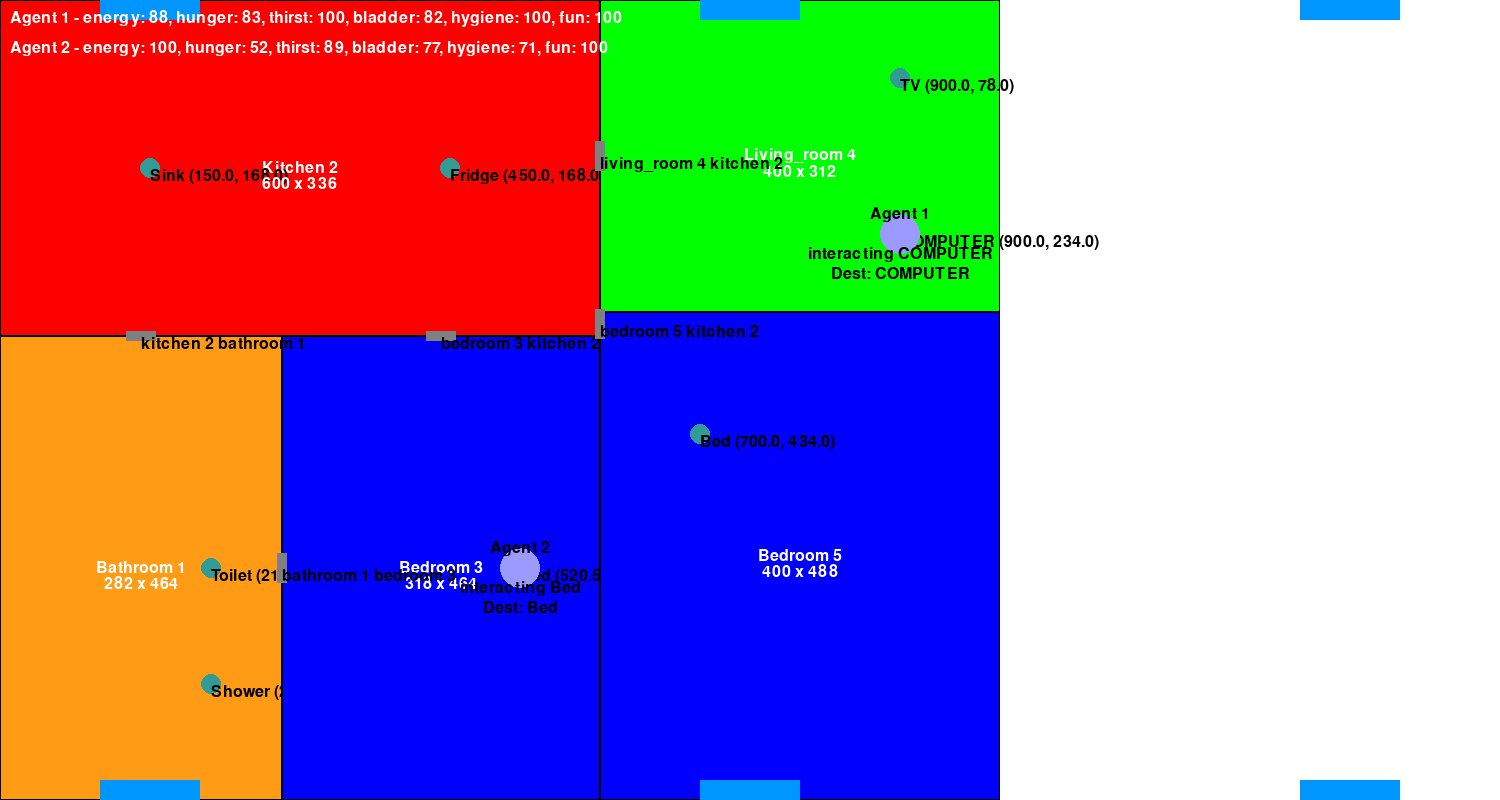 Agent 1 - energy: 88, hunger: 83, thirst: 100, bladder: 82, hygiene: 100, fun: 100
Agent 2 - energy: 100, hunger: 52, thirst: 89, bladder: 77, hygiene: 71, fun: 100
TV (900.0, 78.0)
Living_room 4
400 x 312
living_room 4 kitchen 2
Kitchen 2
600 x 336
Sink (150.0, 168.0)
Fridge (450.0, 168.0
Agent 1
COMPUTER (900.0, 234.0)
interacting COMPUTER
Dest: COMPUTER
bedroom 5 kitchen 2
kitchen 2 bathroom 1
bedroom 3 kitchen 2
Bed (700.0, 434.0)
Agent 2
Bedroom 5
400 x 488
Bathroom 1
282 x 464
Bedroom 3
318 x 464
Toilet (21
bathroom 1 bedroom 3
(520.5
interacting Bed
Dest: Bed
Shower (